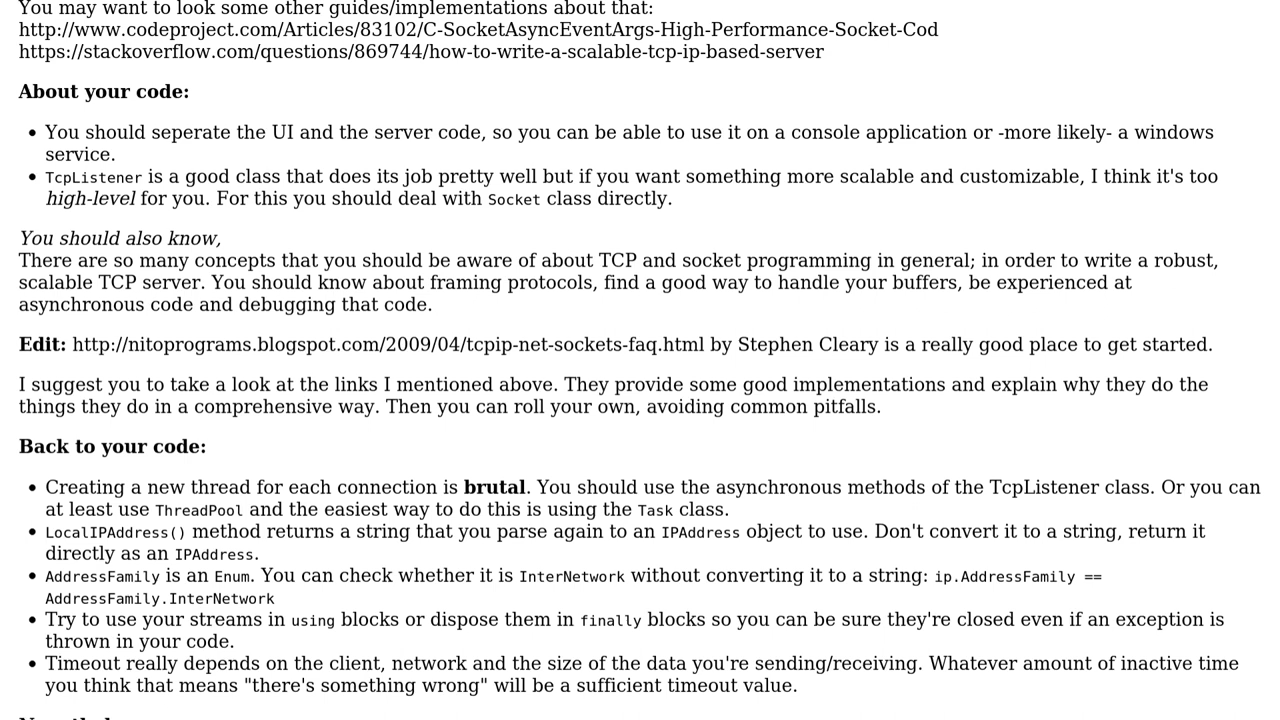 You may want to look some other guides/implementations about that:
http://www.codeproject.com/Articles/83102/C-SocketAsyncEventArgs-High-Performance-Socket-Cod
https://stackoverflow.com/questions/869744/how-to-write-a-scalable-tcp-ip-based-server
About your code:
• You should seperate the UI and the server code, so you can be able to use it on a console application or -more likely- a windows
service.
• TcpListener is a good class that does its job pretty well but if you want something more scalable and customizable, I think it's too
high-level for you. For this you should deal with Socket class directly.
You should also know,
There are so many concepts that you should be aware of about TCP and socket programming in general; in order to write a robust,
scalable TCP server. You should know about framing protocols, find a good way to handle your buffers, be experienced at
asynchronous code and debugging that code.
Edit: http://nitoprograms.blogspot.com/2009/04/tcpip-net-sockets-faq.html by Stephen Cleary is a really good place to get started.
I suggest you to take a look at the links I mentioned above. They provide some good implementations and explain why they do the
things they do in a comprehensive way. Then you can roll your own, avoiding common pitfalls.
Back to your code:
• Creating a new thread for each connection is brutal. You should use the asynchronous methods of the TcpListener class. Or you can
at least use ThreadPool and the easiest way to do this is using the Task class.
• LocalIPAddress() method returns a string that you parse again to an IPAddress object to use. Don't convert it to a string, return it
directly as an IPAddress.
• AddressFamily is an Enum. You can check whether it is InterNetwork without converting it to a string: ip.AddressFamily ==
AddressFamily.InterNetwork
• Try to use your streams in using blocks or dispose them in finally blocks so you can be sure they're closed even if an exception is
thrown in your code.
• Timeout really depends on the client, network and the size of the data you're sending/receiving. Whatever amount of inactive time
you think that means "there's something wrong" will be a sufficient timeout value.